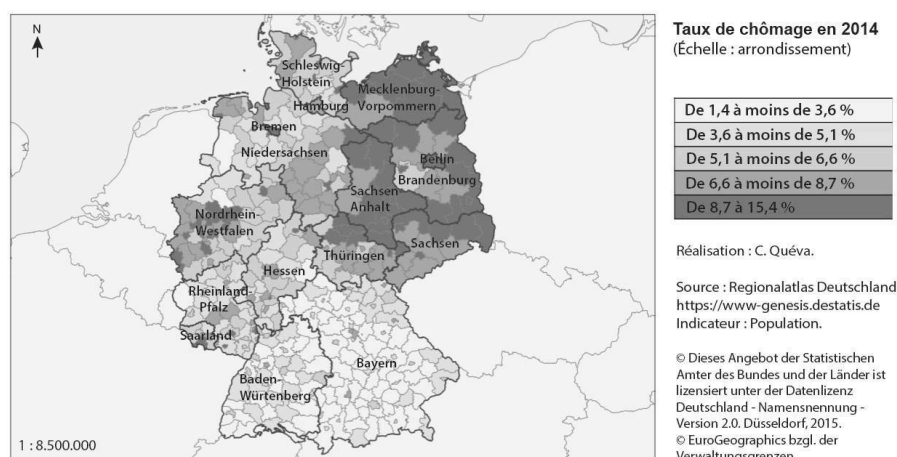 N
Schleswig-
Holstein
Mecklenburg-
Vorpommern
Hamburg
Bremen
Niedersachsen
Berlin
Brandenburg
Sachsen
Anhalt
Nordrhein-
Westfalen
Sachsen
Thüringen
Hessen
Rheinland-
Pfalz
Saarland
Bayern
Baden-
Würtenberg
1 : 8.500.000
Taux de chômage en 2014
(Échelle : arrondissement)
De 1,4 à moins de 3,6 %
De 3,6 à moins de 5,1 %
De 5,1 à moins de 6,6 %
De 6,6 à moins de 8,7 %
De 8,7 à 15,4 %
Réalisation : C. Quéva.
Source : Regionalatlas Deutschland
https://www-genesis.destatis.de
Indicateur : Population.
© Dieses Angebot der Statistischen
Amter des Bundes und der Länder ist
lizensiert unter der Datenlizenz
Deutschland - Namensnennung -
Version 2.0. Düsseldorf, 2015.
© EuroGeographics bzgl. der
Verwaltungsgrenzen